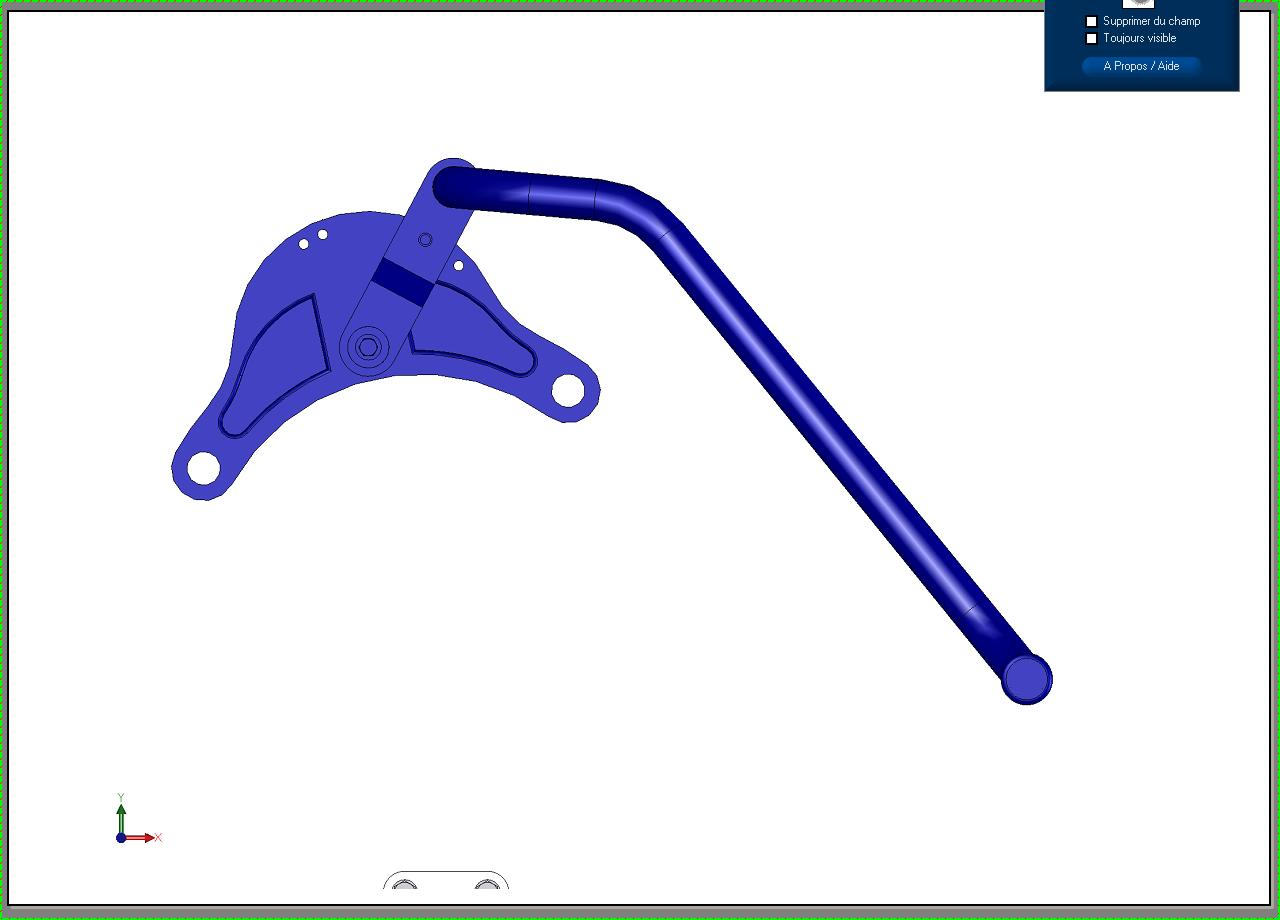 Supprimer du champ
Toujours visible
A Propos / Aide
Y
X